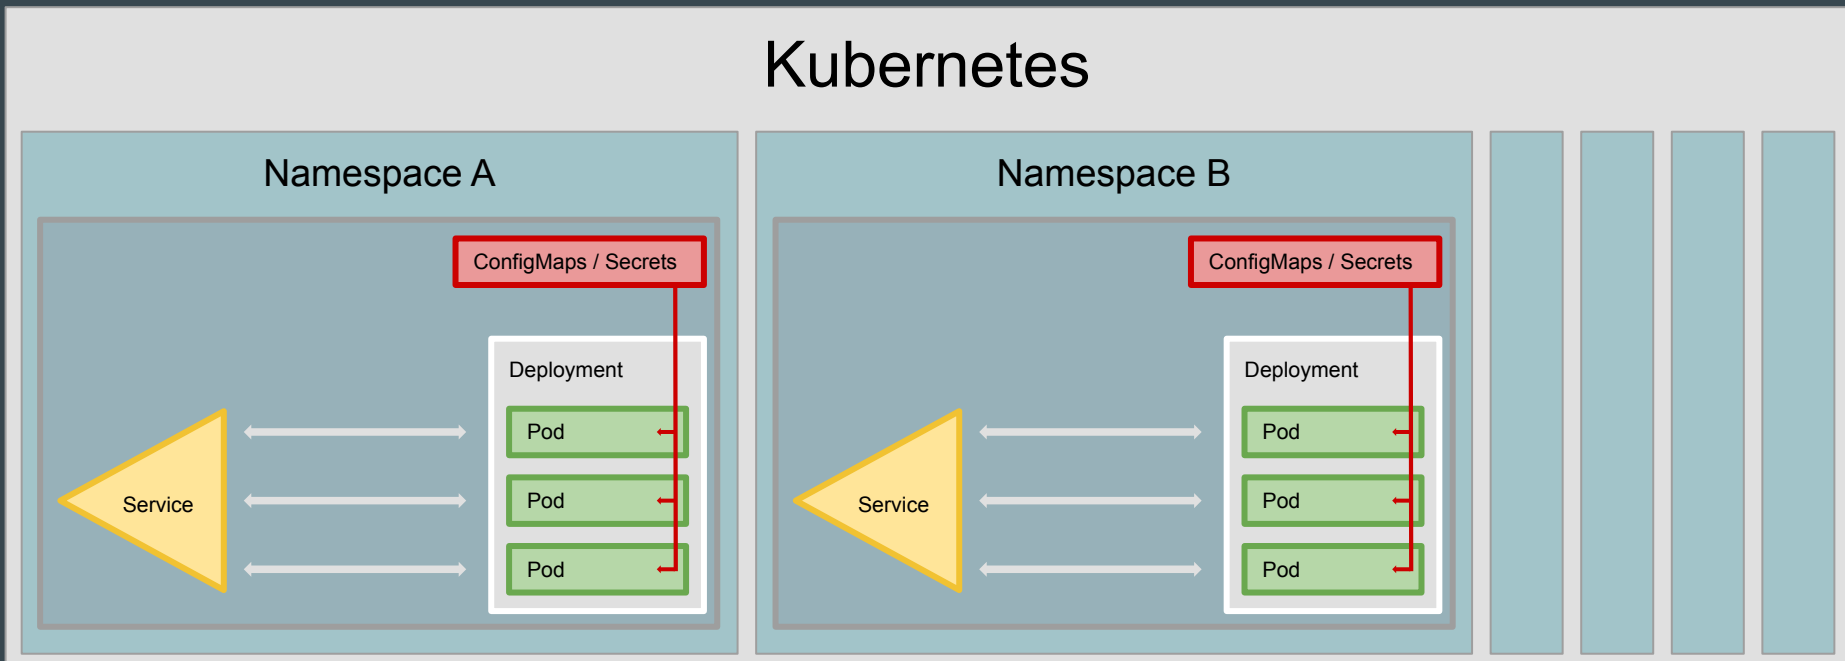 Kubernetes
Namespace A
ConfigMaps / Secrets
Deployment
Pod
Pod
Pod
Service
Namespace B
ConfigMaps / Secrets
Deployment
Pod
Pod
Pod
Service